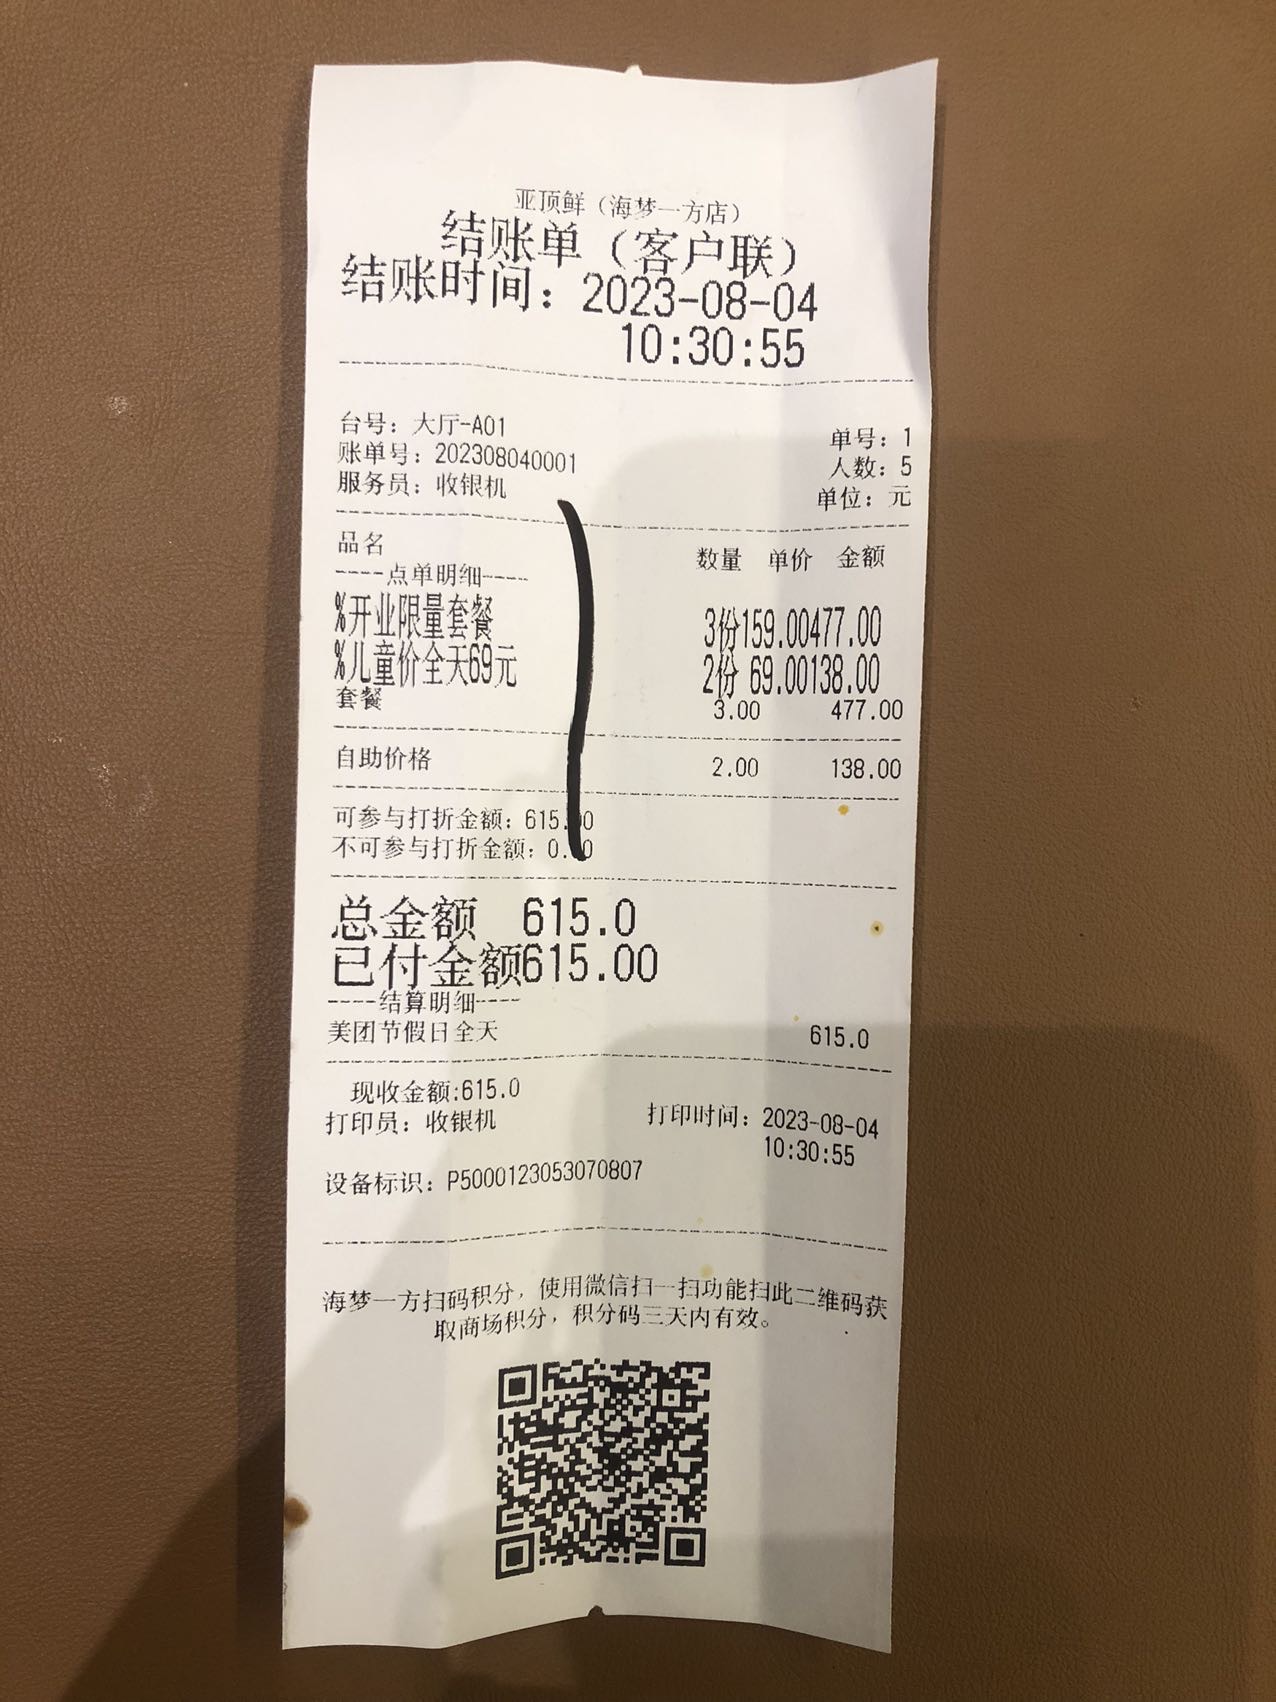 亚顶鲜（海梦一方店）
结账单（客户联）
结账时间：2023-08-04
10:30:55
台号：大厅-A01 单号：1
账单号：202308040001 人数：5
服务员：收银机 单位：元
品名 数量 单价 金额
----点单明细----
%开业限量套餐 3份159.00477.00
%儿童价全天69元 2份 69.00138.00
套餐 3.00 477.00
自助价格 2.00 138.00
可参与打折金额：615.00
不可参与打折金额：0.00
总金额 615.0
已付金额615.00
----结算明细----
美团节假日全天 615.0
现收金额:615.0
打印员：收银机 打印时间：2023-08-04
10:30:55
设备标识：P5000123053070807
海梦一方扫码积分，使用微信扫一扫功能扫此二维码获
取商场积分，积分码三天内有效。